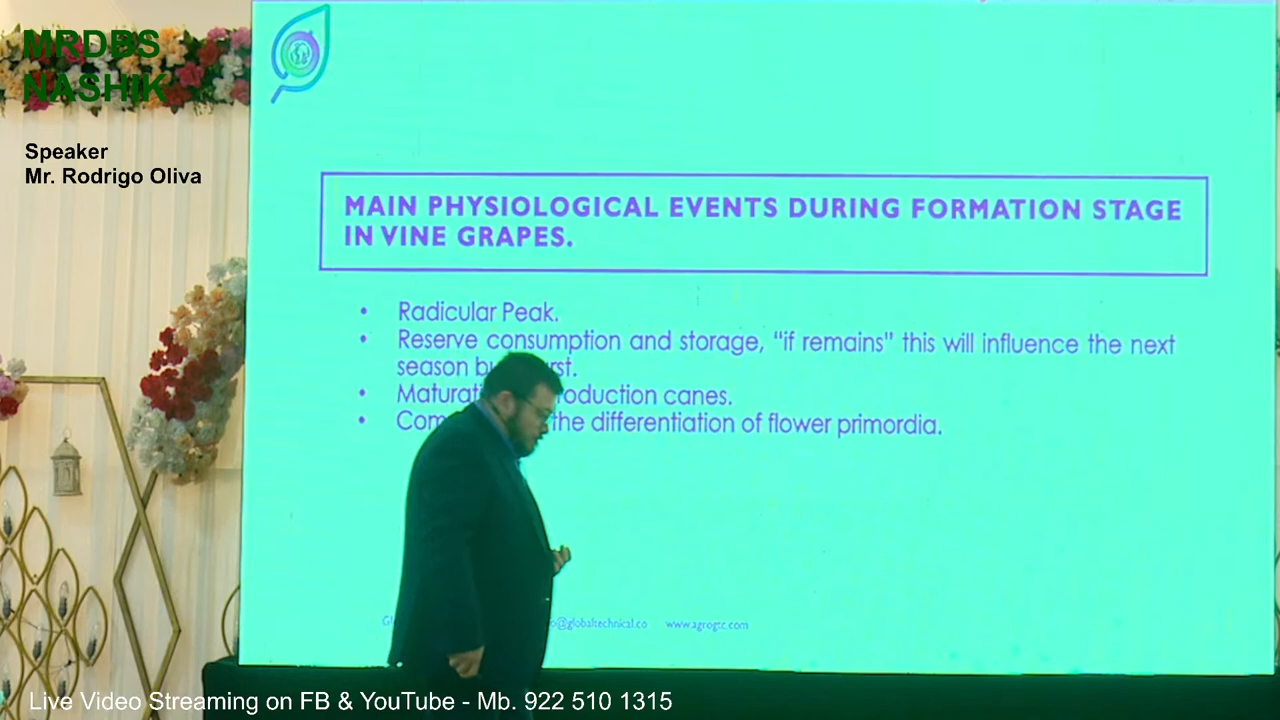 MRDBS
NASHIK
Speaker
Mr. Rodrigo Oliva
MAIN PHYSIOLOGICAL EVENTS DURING FORMATION STAGE
IN VINE GRAPES.
• Radicular Peak.
• Reserve consumption and storage, “if remains” this will influence the next
season
• production canes.
• the differentiation of flower primordia.
@globaltechnical.co www.agrogtc.com
Live Video Streaming on FB & YouTube - Mb. 922 510 1315